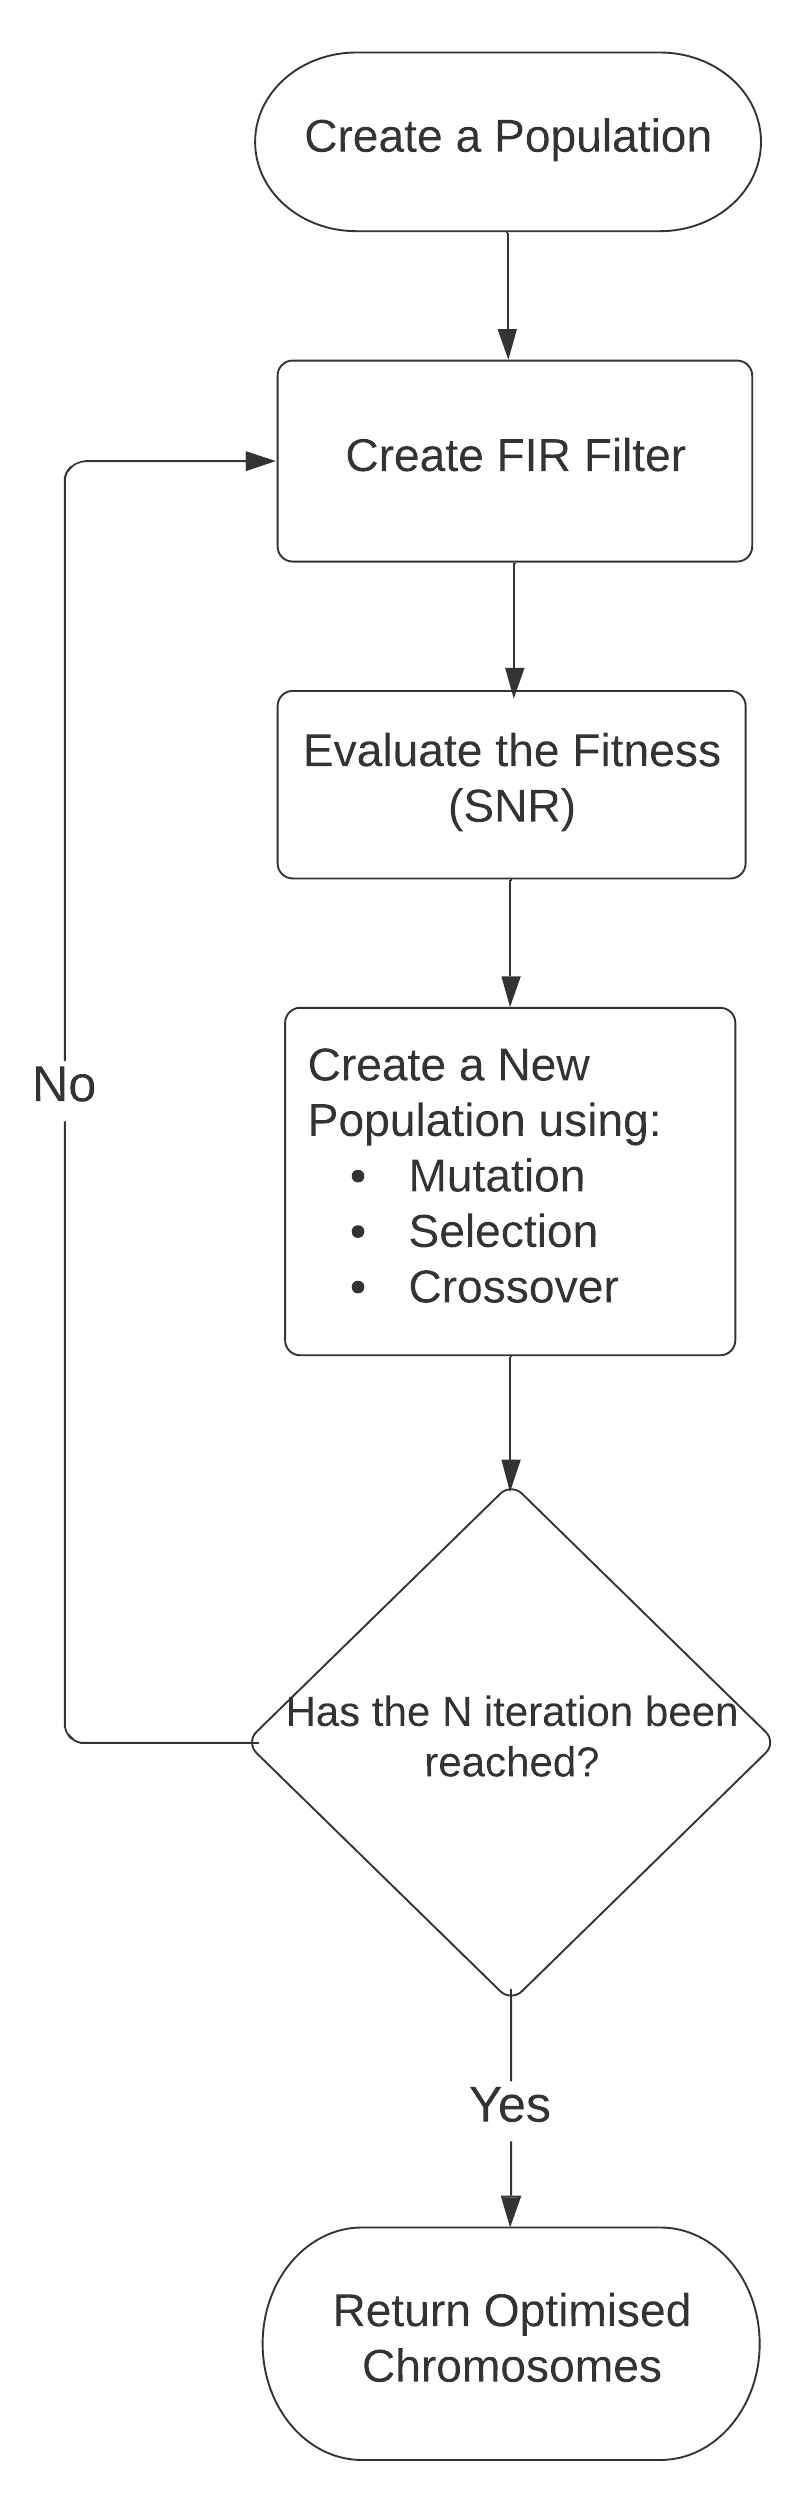 Create a Population
Create FIR Filter
Evaluate the Fitness
(SNR)
No
Create a New
Population using:
• Mutation
• Selection
• Crossover
Has the N iteration been
reached?
Yes
Return Optimised
Chromosomes